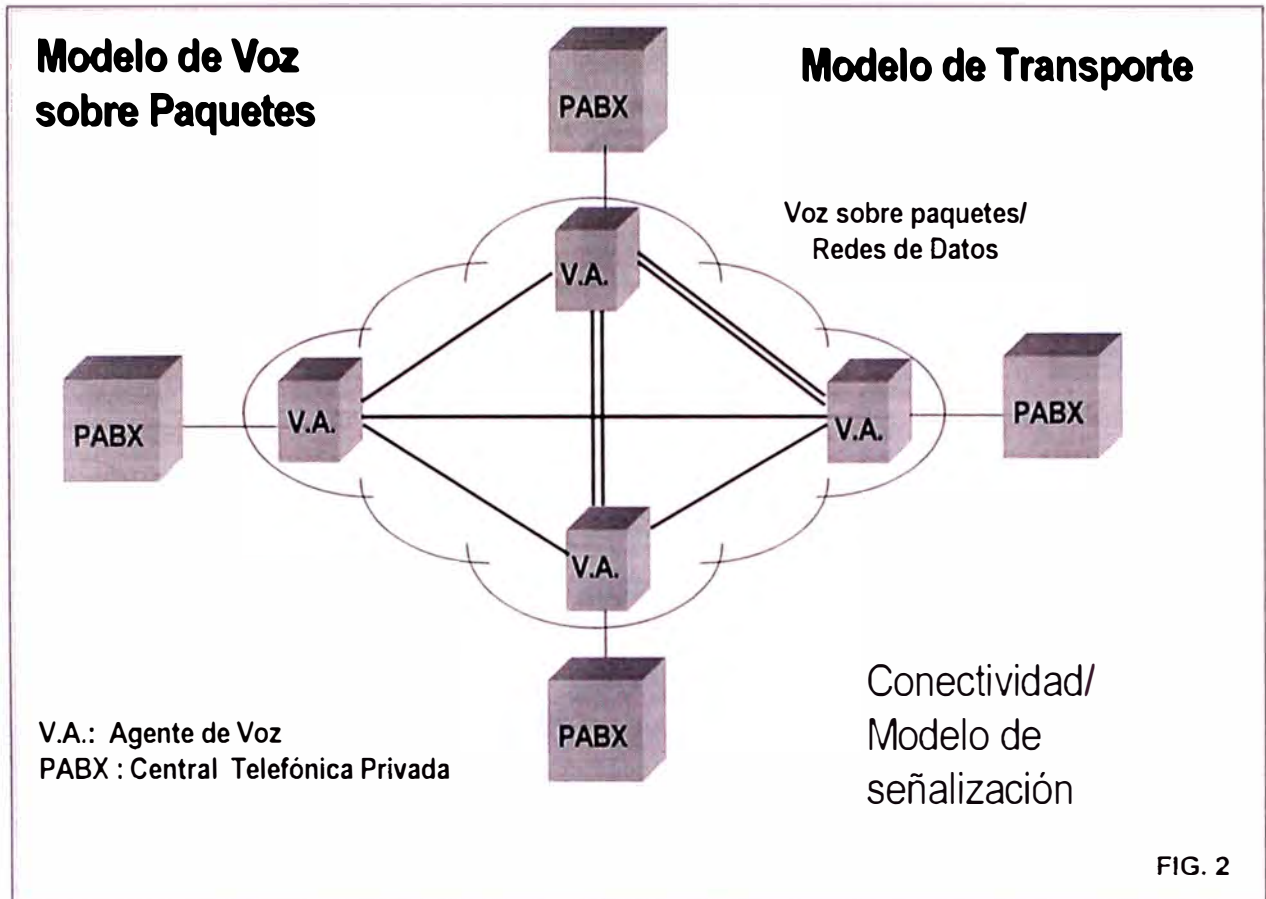 Modelo de Voz
sobre Paquetes
Modelo de Transporte
PABX
Voz sobre paquetes/
Redes de Datos
V.A.
PABX
V.A.
V.A.
PABX
V.A.
PABX
Conectividad/
Modelo de
señalización
V.A.: Agente de Voz
PABX : Central Telefónica Privada
FIG. 2